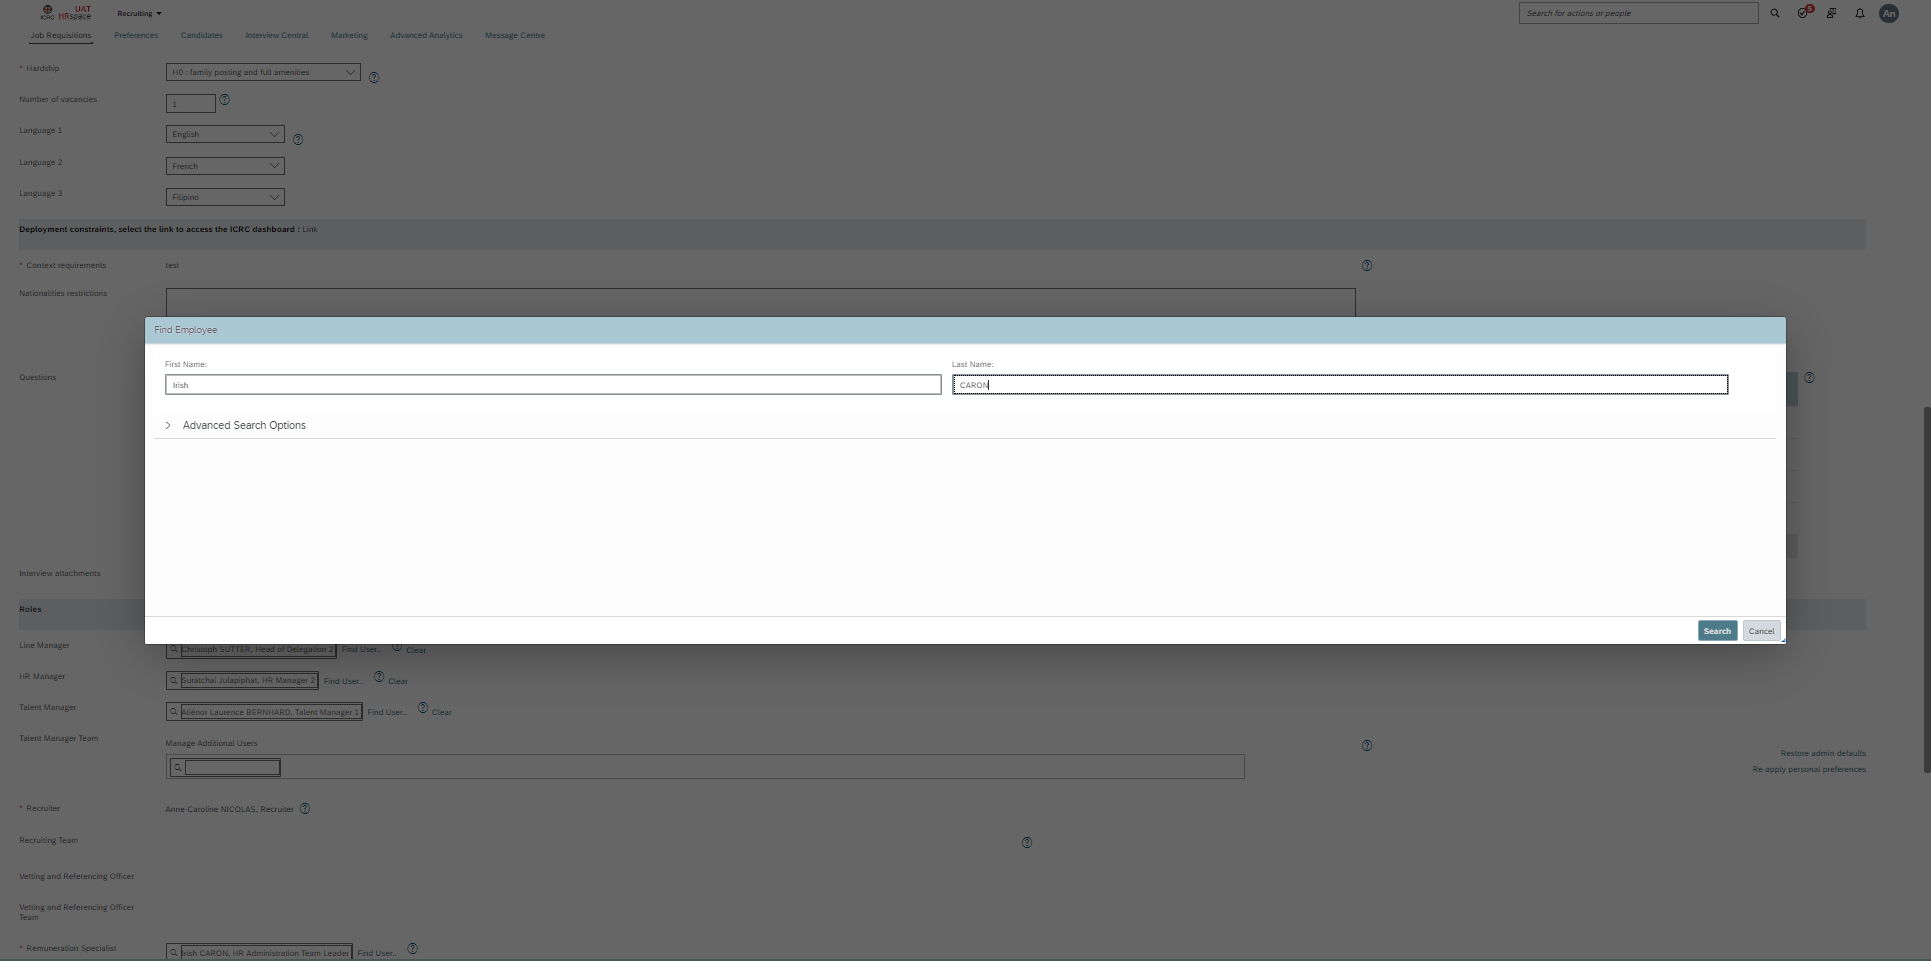 UAT
ICRC HRspace
Recruiting
Search for actions or people
5
An
Job Requisitions
Preferences
Candidates
Interview Central
Marketing
Advanced Analytics
Message Centre
* Hardship
H0 : family posting and full amenities
Number of vacancies
1
Language 1
English
Language 2
French
Language 3
Filipino
Deployment constraints, select the link to access the ICRC dashboard : Link
* Context requirements
test
Nationalities restrictions
Find Employee
First Name:
Last Name:
Irish
CARON
Questions
Advanced Search Options
Interview attachments
Roles
Search
Cancel
Line Manager
Christoph SUTTER, Head of Delegation 2
Find User..
Clear
HR Manager
Suratchai Julapiphat, HR Manager 2
Find User..
Clear
Talent Manager
Aliénor Laurence BERNHARD, Talent Manager 1
Find User..
Clear
Talent Manager Team
Manage Additional Users
Restore admin defaults
Re-apply personal preferences
* Recruiter
Anne-Caroline NICOLAS, Recruiter
Recruiting Team
Vetting and Referencing Officer
Vetting and Referencing Officer
Team
* Remuneration Specialist
Irish CARON, HR Administration Team Leader
Find User..